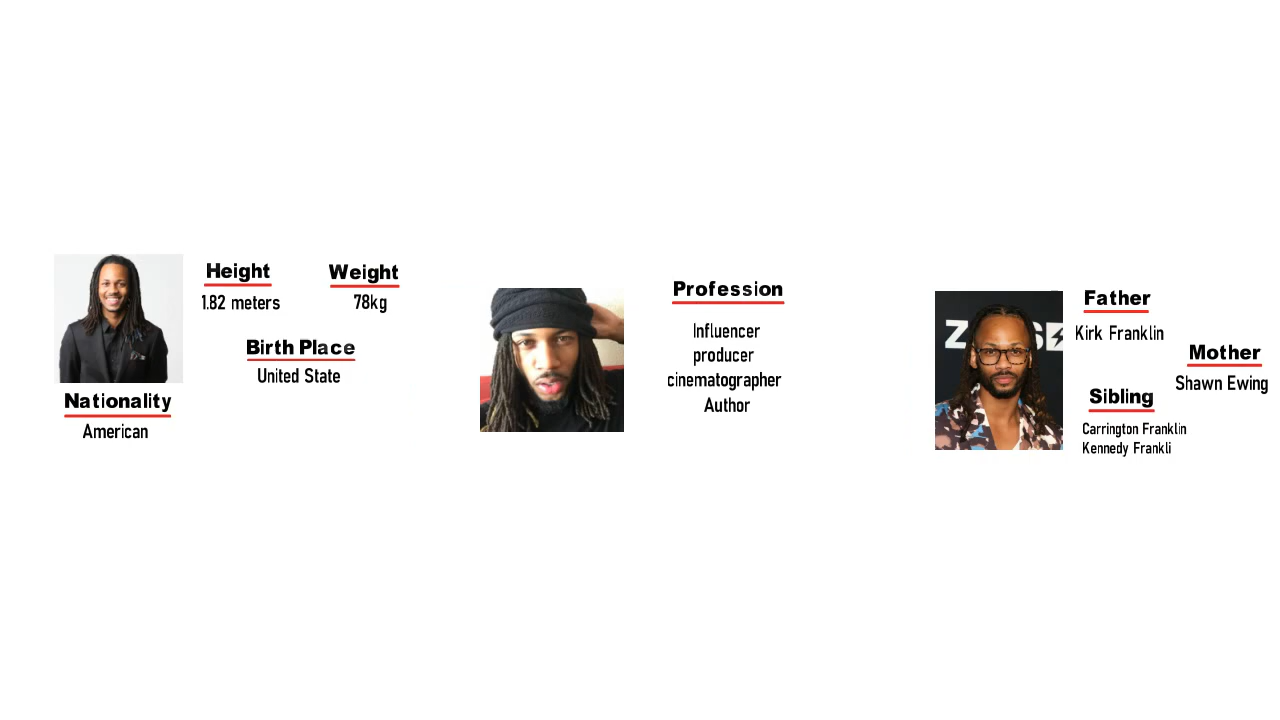 Height
1.82 meters
Weight
78kg
Birth Place
United State
Nationality
American
Profession
Influencer
producer
cinematographer
Author
Father
Kirk Franklin
Mother
Shawn Ewing
Sibling
Carrington Franklin
Kennedy Frankli